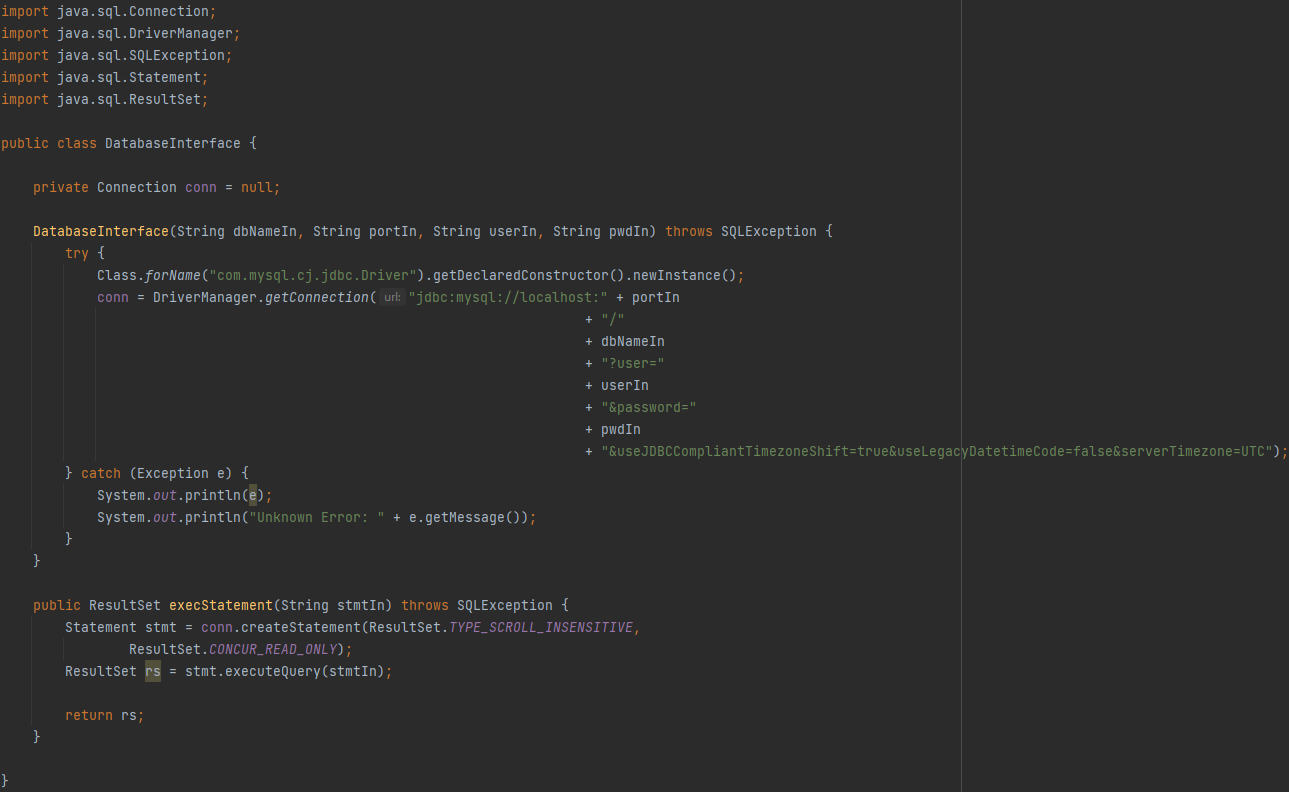 import java.sql.Connection;
import java.sql.DriverManager;
import java.sql.SQLException;
import java.sql.Statement;
import java.sql.ResultSet;

public class DatabaseInterface {

    private Connection conn = null;

    DatabaseInterface(String dbNameIn, String portIn, String userIn, String pwdIn) throws SQLException {
        try {
            Class.forName("com.mysql.cj.jdbc.Driver").getDeclaredConstructor().newInstance();
            conn = DriverManager.getConnection( url: "jdbc:mysql://localhost:" + portIn
                                                                         + "/"
                                                                         + dbNameIn
                                                                         + "?user="
                                                                         + userIn
                                                                         + "&password="
                                                                         + pwdIn
                                                                         + "&useJDBCCompliantTimezoneShift=true&useLegacyDatetimeCode=false&serverTimezone=UTC");
        } catch (Exception e) {
            System.out.println(e);
            System.out.println("Unknown Error: " + e.getMessage());
        }
    }

    public ResultSet execStatement(String stmtIn) throws SQLException {
        Statement stmt = conn.createStatement(ResultSet.TYPE_SCROLL_INSENSITIVE,
                ResultSet.CONCUR_READ_ONLY);
        ResultSet rs = stmt.executeQuery(stmtIn);

        return rs;
    }

}